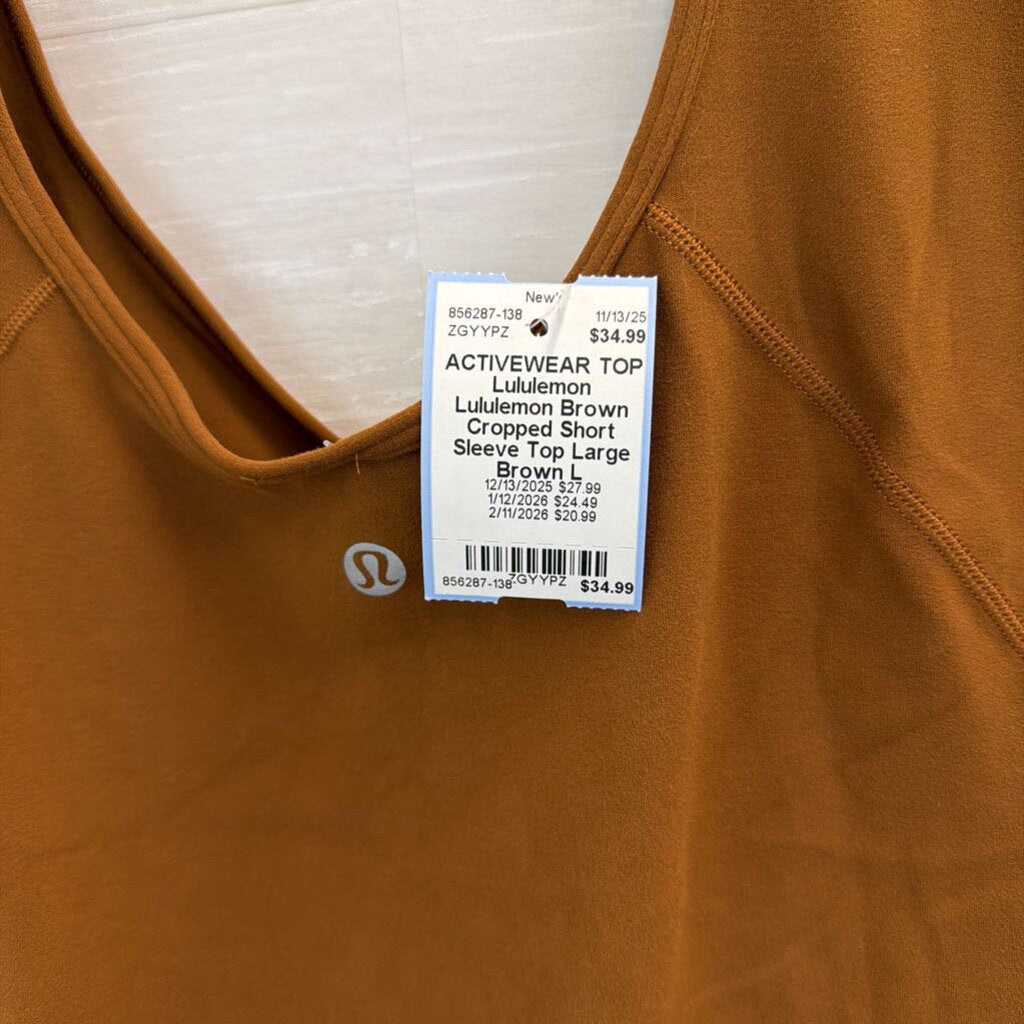 New
856287-138 11/13/25
ZGYYPZ $34.99
ACTIVEWEAR TOP
Lululemon
Lululemon Brown
Cropped Short
Sleeve Top Large
Brown L
12/13/2025 $27.99
1/12/2026 $24.49
2/11/2026 $20.99
856287-138 ZGYYPZ $34.99